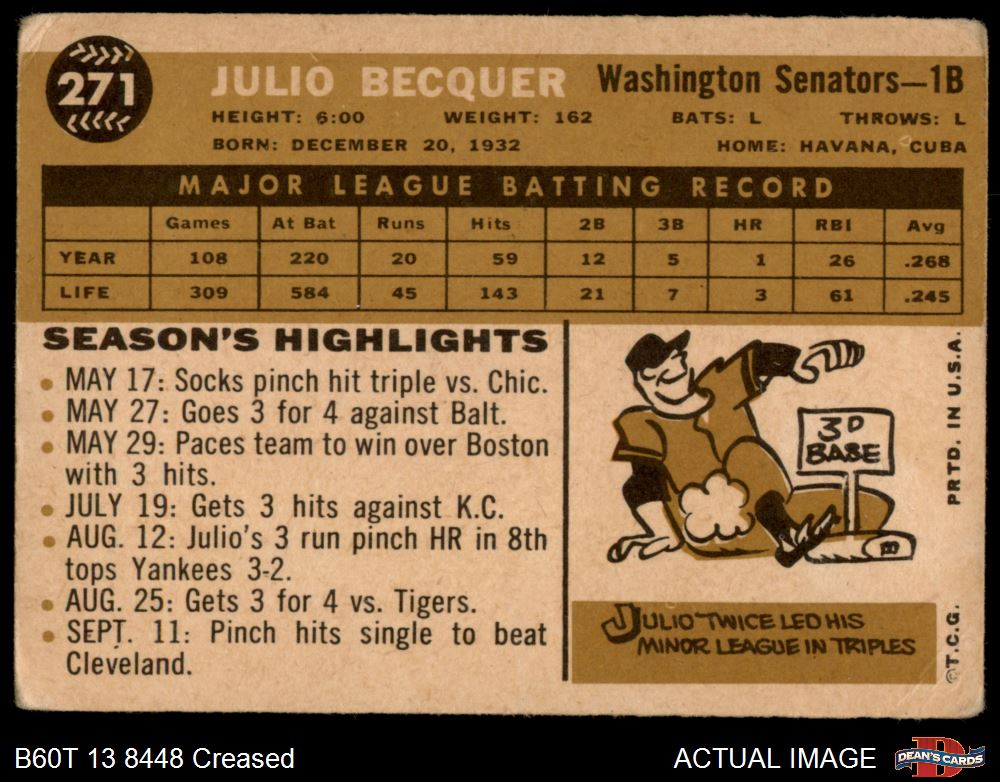 271
JULIO BECQUER Washington Senators—1B
HEIGHT: 6:00 WEIGHT: 162 BATS: L THROWS: L
BORN: DECEMBER 20, 1932 HOME: HAVANA, CUBA
MAJOR LEAGUE BATTING RECORD
Games At Bat Runs Hits 2B 3B HR RBI Avg
YEAR 108 220 20 59 12 5 1 26 .268
LIFE 309 584 45 143 21 7 3 61 .245
SEASON'S HIGHLIGHTS
• MAY 17: Socks pinch hit triple vs. Chic.
• MAY 27: Goes 3 for 4 against Balt.
• MAY 29: Paces team to win over Boston
with 3 hits.
• JULY 19: Gets 3 hits against K.C.
• AUG. 12: Julio's 3 run pinch HR in 8th
tops Yankees 3-2.
• AUG. 25: Gets 3 for 4 vs. Tigers.
• SEPT. 11: Pinch hits single to beat
Cleveland.
3D
BASE
JULIO TWICE LED HIS
MINOR LEAGUE IN TRIPLES
©T.C.G. PRTD. IN U.S.A.
B60T 13 8448 Creased
ACTUAL IMAGE
D
DEAN'S CARDS